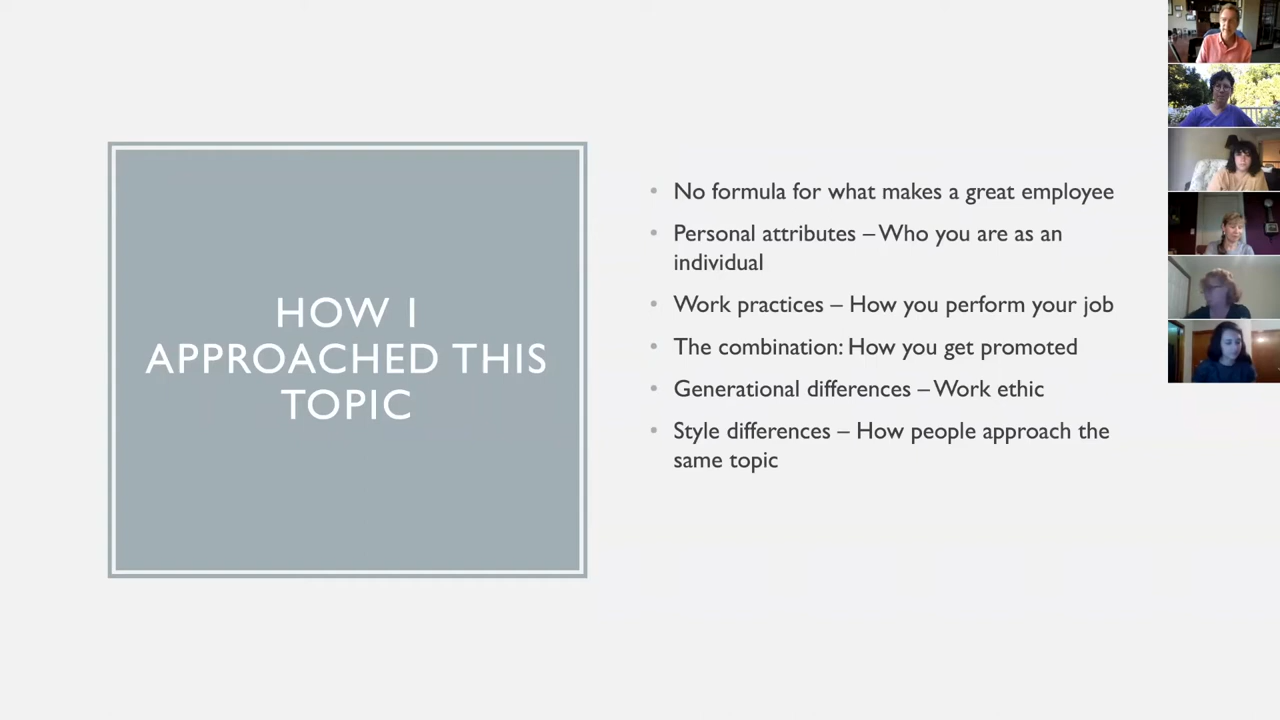 HOW I
APPROACHED THIS
TOPIC
• No formula for what makes a great employee
• Personal attributes – Who you are as an
individual
• Work practices – How you perform your job
• The combination: How you get promoted
• Generational differences – Work ethic
• Style differences – How people approach the
same topic